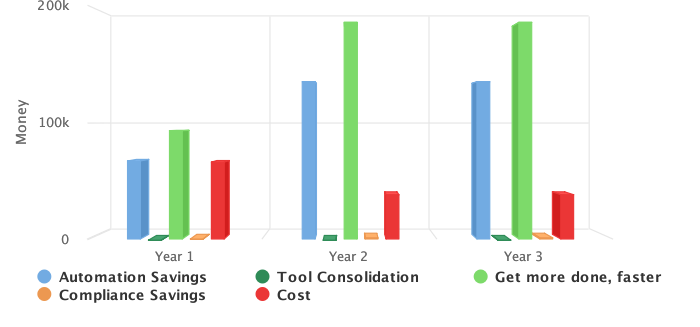 200k
100k
0
Money
Year 1 Year 2 Year 3
Automation Savings Tool Consolidation Get more done, faster
Compliance Savings Cost